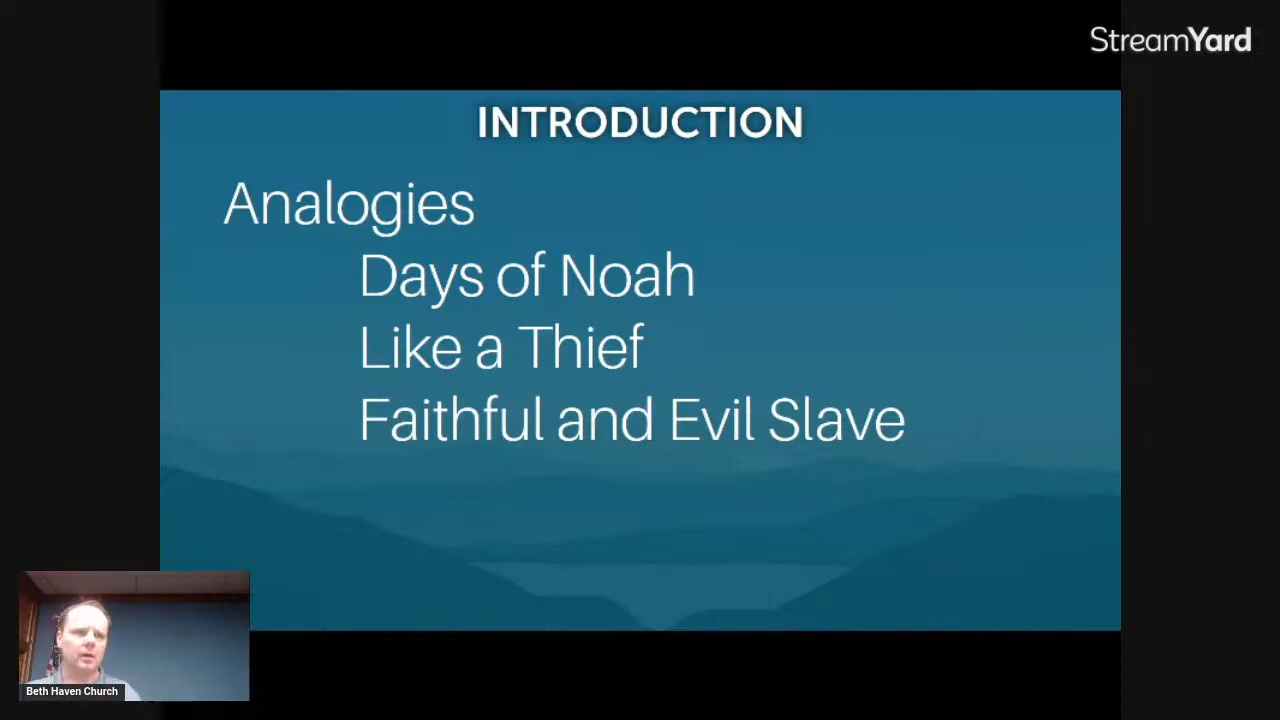 StreamYard
INTRODUCTION
Analogies
Days of Noah
Like a Thief
Faithful and Evil Slave
Beth Haven Church